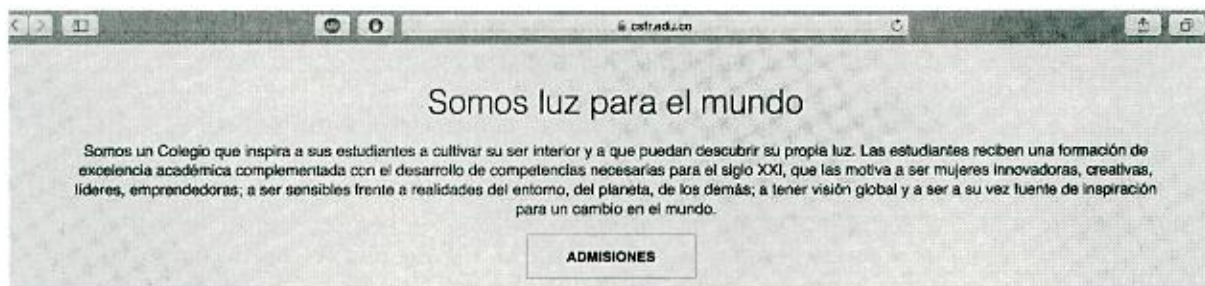 Somos luz para el mundo
Somos un Colegio que inspira a sus estudiantes a cultivar su ser interior y a que puedan descubrir su propia luz. Las estudiantes reciben una formación de
excelencia académica complementada con el desarrollo de competencias necesarias para el siglo XXI, que las motiva a ser mujeres innovadoras, creativas,
líderes, emprendedoras; a ser sensibles frente a realidades del entorno, del planeta, de los demás; a tener visión global y a ser a su vez fuente de inspiración
para un cambio en el mundo.
ADMISIONES